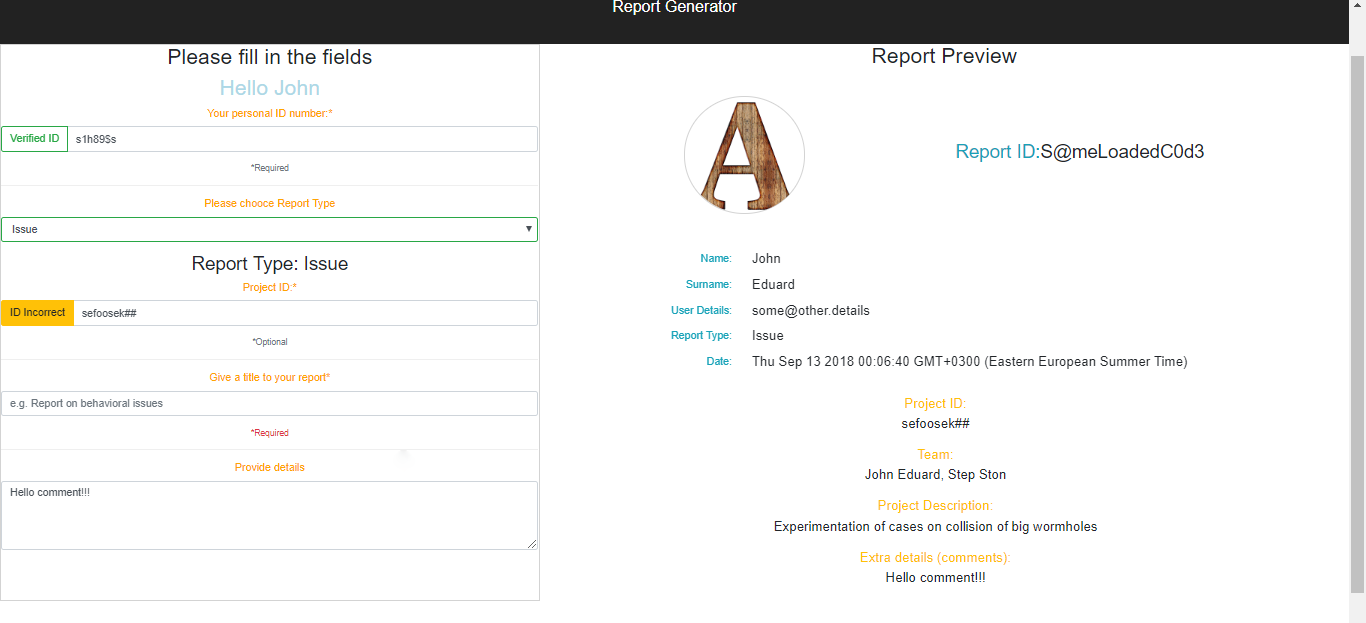 Report Generator
Please fill in the fields
Hello John
Your personal ID number:*
Verified ID s1h89$s
*Required
Please chooce Report Type
Issue
Report Type: Issue
Project ID:*
ID Incorrect sefoosek##
*Optional
Give a title to your report*
e.g. Report on behavioral issues
*Required
Provide details
Hello comment!!!
Report Preview
A
Report ID:S@meLoadedC0d3
Name: John
Surname: Eduard
User Details: some@other.details
Report Type: Issue
Date: Thu Sep 13 2018 00:06:40 GMT+0300 (Eastern European Summer Time)
Project ID:
sefoosek##
Team:
John Eduard, Step Ston
Project Description:
Experimentation of cases on collision of big wormholes
Extra details (comments):
Hello comment!!!